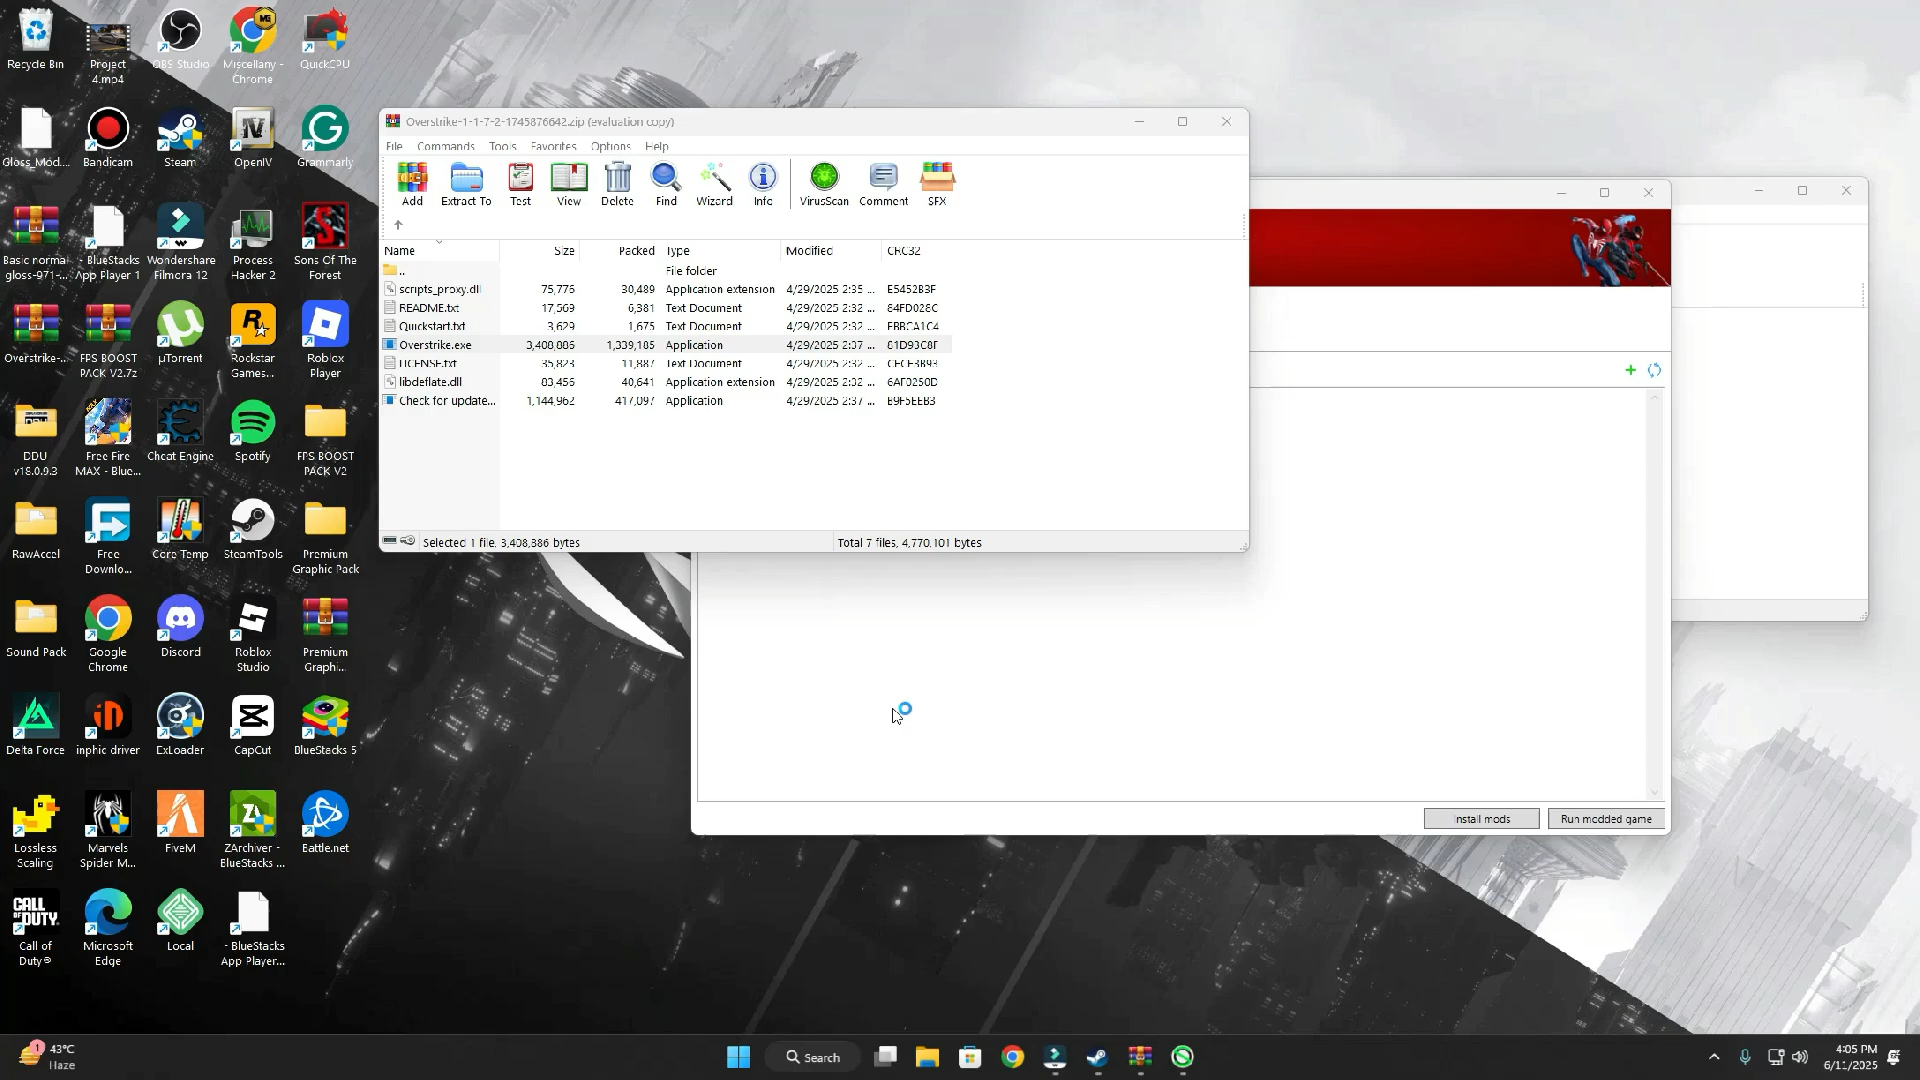 Recycle Bin
Project 4.mp4
OBS Studio
Miscellany - Chrome
QuickCPU
Gloss_Mod....
Bandicam
Steam
OpenIV
Grammarly
Basic normal gloss-971-...
- BlueStacks App Player 1
Wondershare Filmora 12
Process Hacker 2
Sons Of The Forest
Overstrike-...
FPS BOOST PACK V2.7z
µTorrent
Rockstar Games...
Roblox Player
DDU v18.0.9.3
Free Fire MAX - Blue...
Cheat Engine
Spotify
FPS BOOST PACK V2
RawAccel
Free Downlo...
Core Temp
SteamTools
Premium Graphic Pack
Sound Pack
Google Chrome
Discord
Roblox Studio
Premium Graphi...
Delta Force
inphic driver
ExLoader
CapCut
BlueStacks 5
Lossless Scaling
Marvels Spider M...
FiveM
ZArchiver - BlueStacks ...
Battle.net
CALL OF DUTY
Call of Duty®
Microsoft Edge
Local
- BlueStacks App Player...
Overstrike-1-1-7-2-1745876642.zip (evaluation copy)
File Commands Tools Favorites Options Help
Add Extract To Test View Delete Find Wizard Info VirusScan Comment SFX
Name Size Packed Type Modified CRC32
.. File folder
scripts_proxy.dll 75,776 30,489 Application extension 4/29/2025 2:35 ... E5452B3F
README.txt 17,569 6,381 Text Document 4/29/2025 2:32 ... 84FD028C
Quickstart.txt 3,629 1,675 Text Document 4/29/2025 2:32 ...
Overstrike.exe 3,408,886 1,339,185 Application 4/29/2025 2:37 ... 81D93C8F
LICENSE.txt 35,823 11,887 Text Document 4/29/2025 2:32 ...
libdeflate.dll 83,456 40,641 Application extension 4/29/2025 2:32 ... 6AF0250D
Check for update... 1,144,962 417,097 Application 4/29/2025 2:37 ... B9F5EEB3
Selected 1 file, 3,408,886 bytes
Total 7 files, 4,770,101 bytes
Install mods
Run modded game
1
43°C
Haze
Search
4:05 PM
6/11/2025